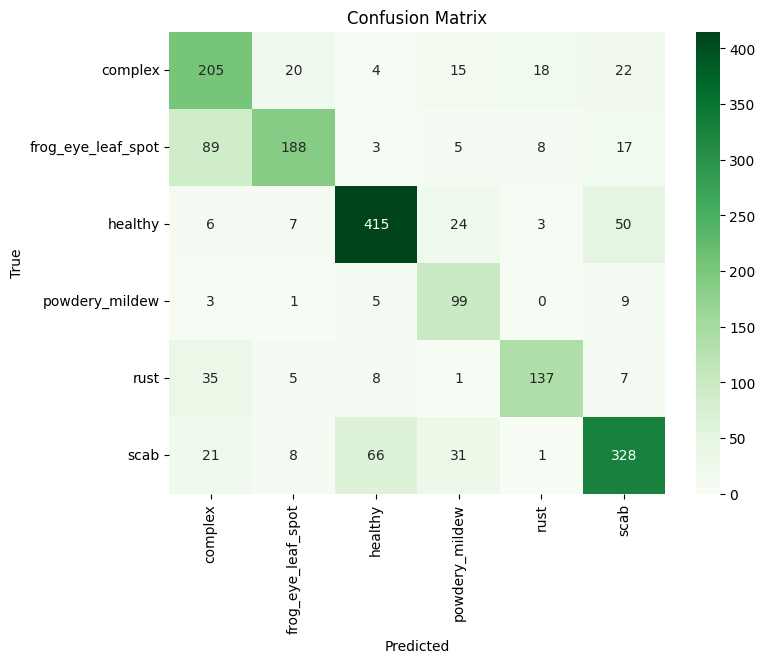 Confusion Matrix
complex 205 20 4 15 18 22
frog_eye_leaf_spot 89 188 3 5 8 17
healthy 6 7 415 24 3 50
powdery_mildew 3 1 5 99 0 9
rust 35 5 8 1 137 7
scab 21 8 66 31 1 328
True
complex
frog_eye_leaf_spot
healthy
powdery_mildew
rust
scab
Predicted
400
350
300
250
200
150
100
50
0